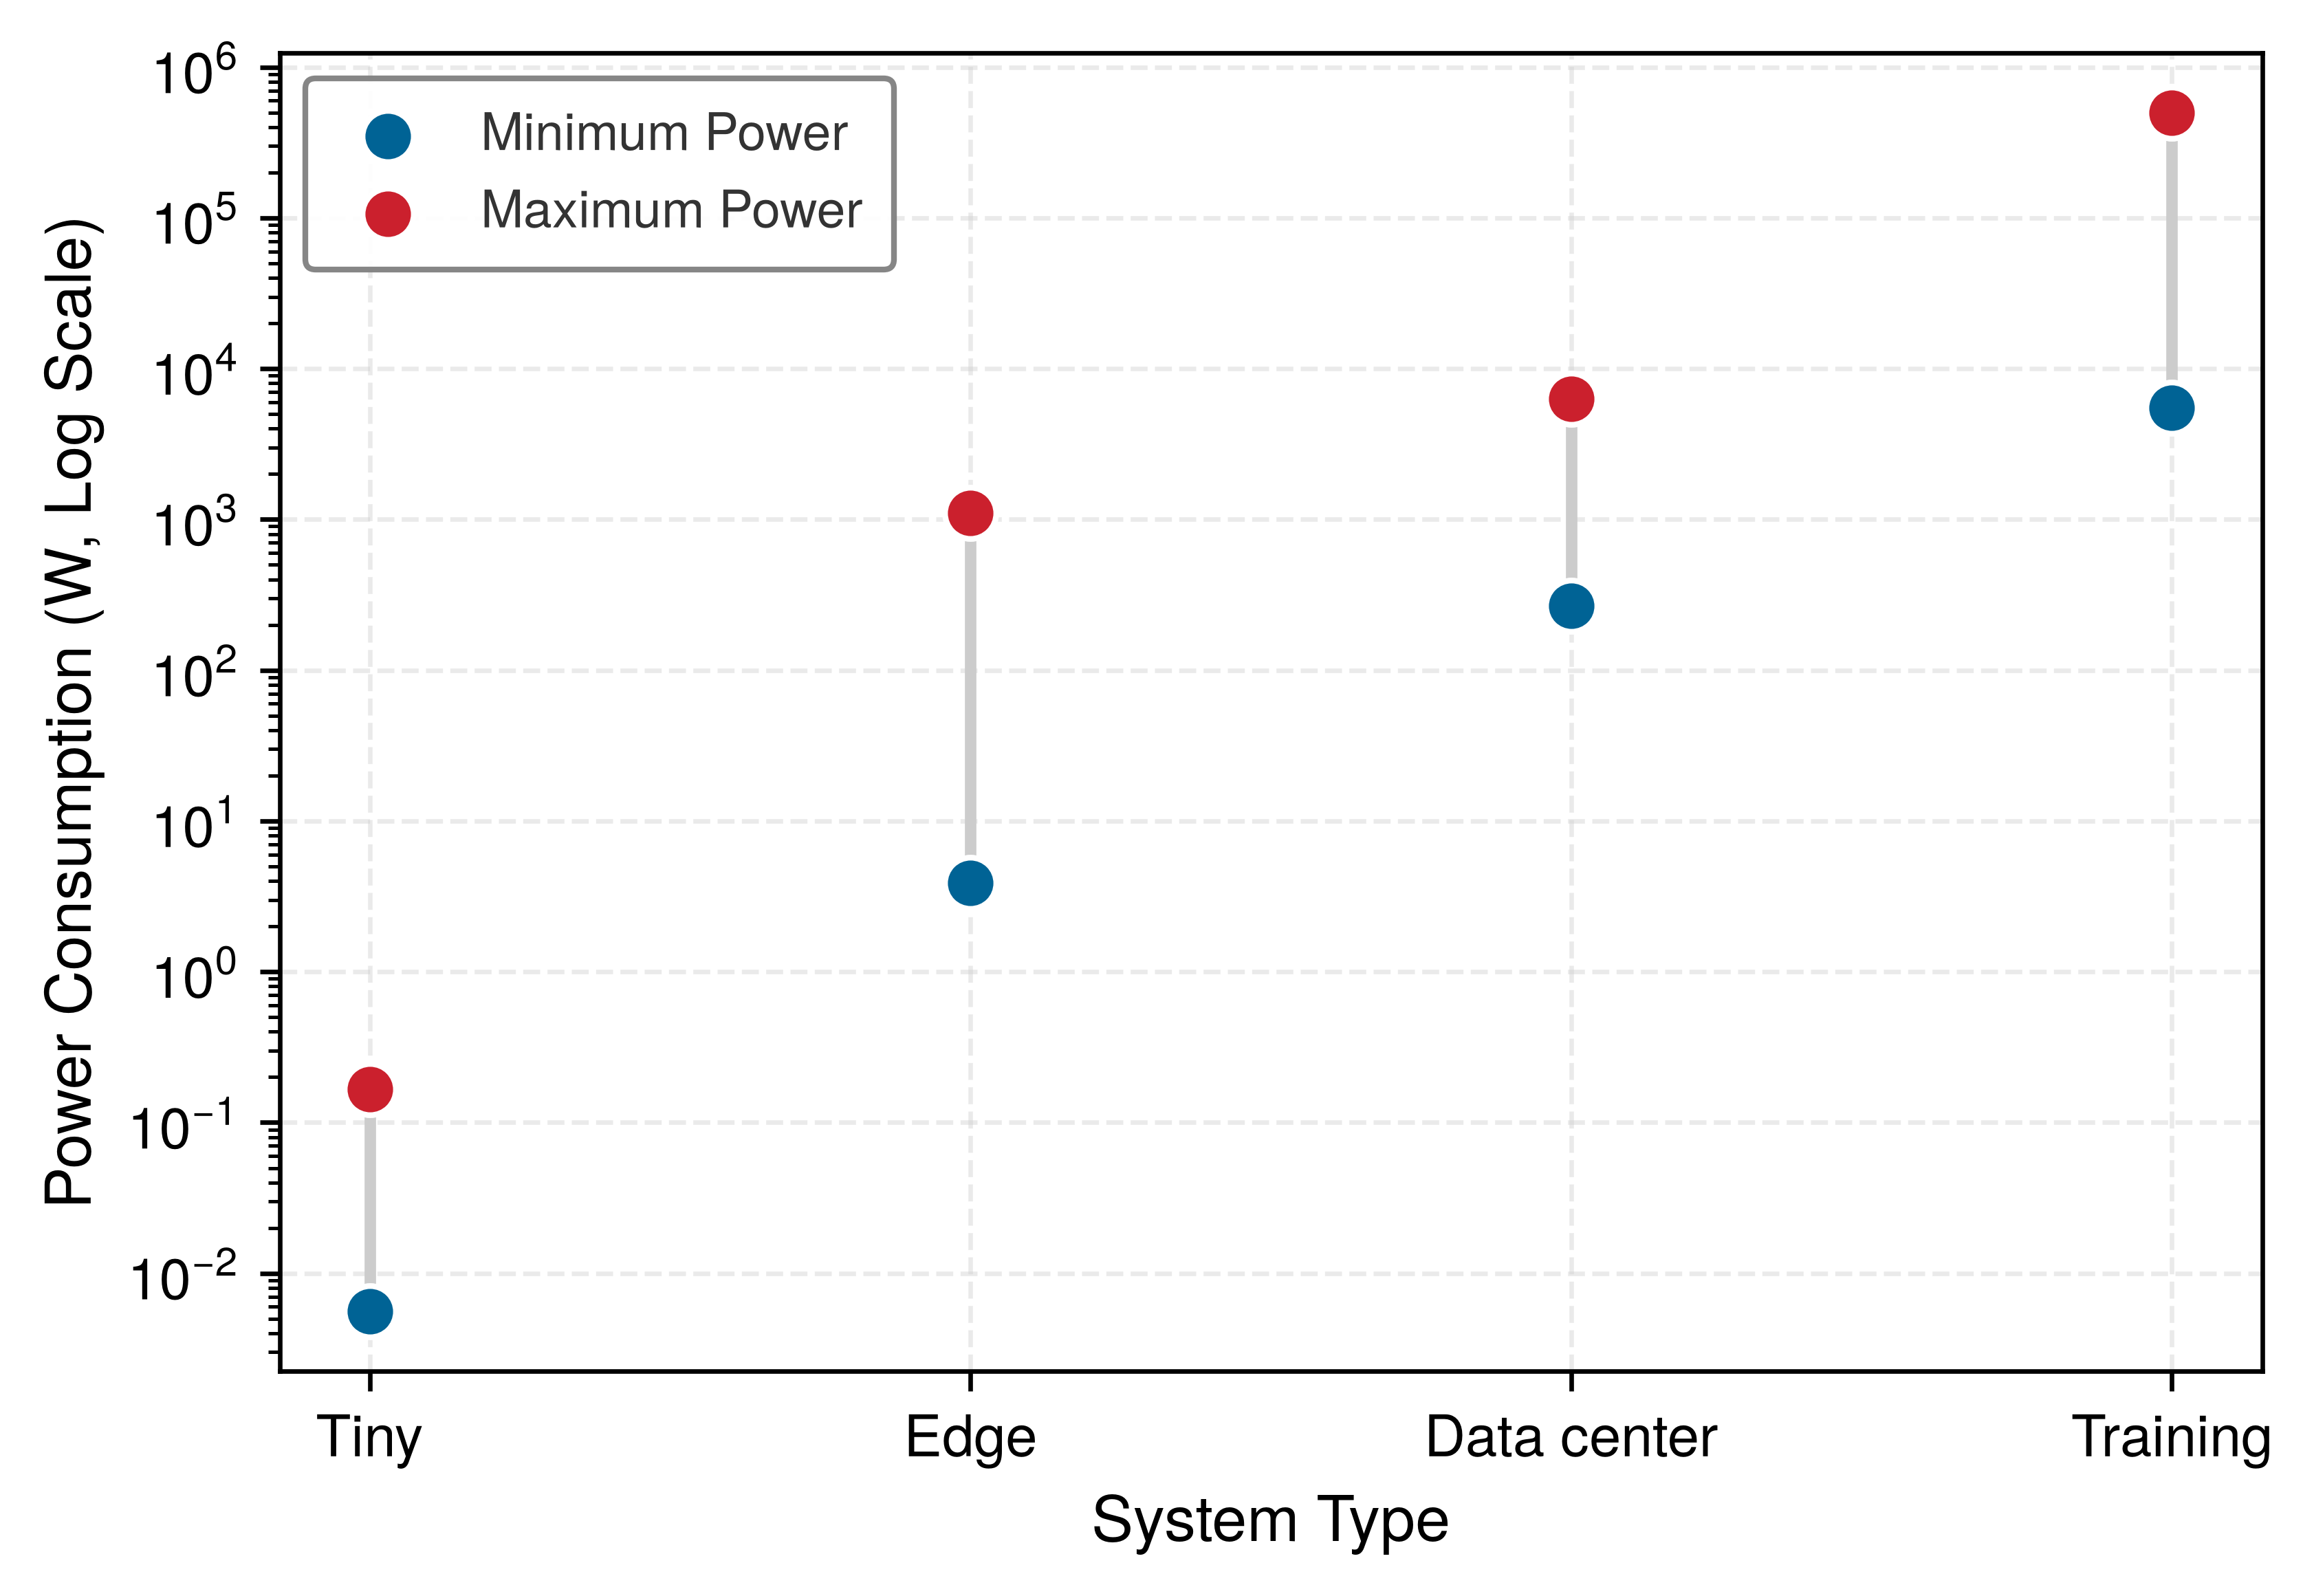 Power Consumption (W, Log Scale)
10⁶
10⁵
10⁴
10³
10²
10¹
10⁰
10⁻¹
10⁻²
Minimum Power
Maximum Power
Tiny
Edge
Data center
Training
System Type